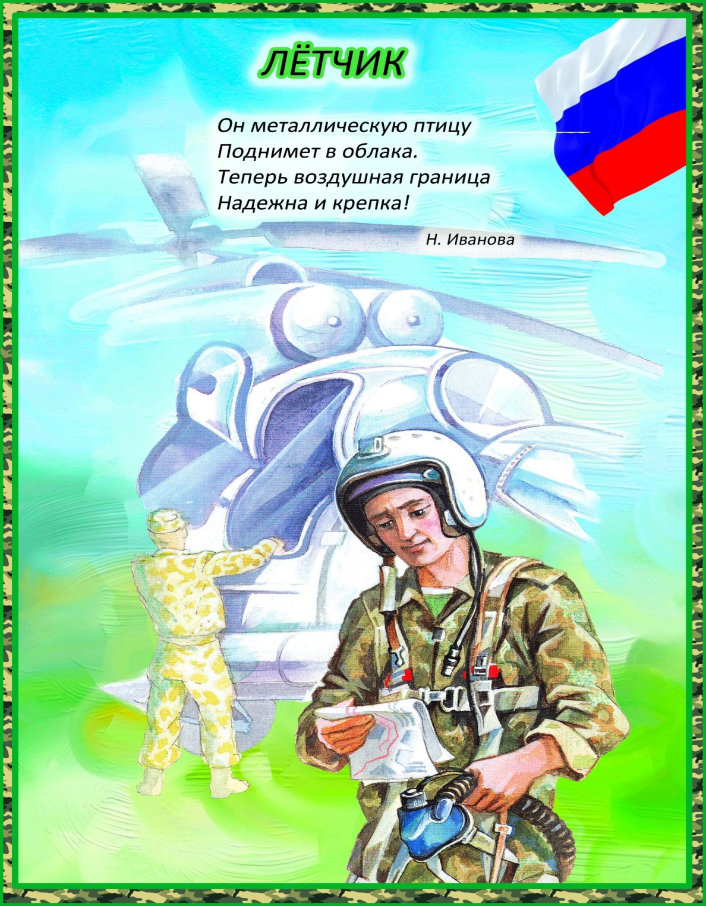 ЛЁТЧИК
Он металлическую птицу
Поднимет в облака.
Теперь воздушная граница
Надежна и крепка!
Н. Иванова